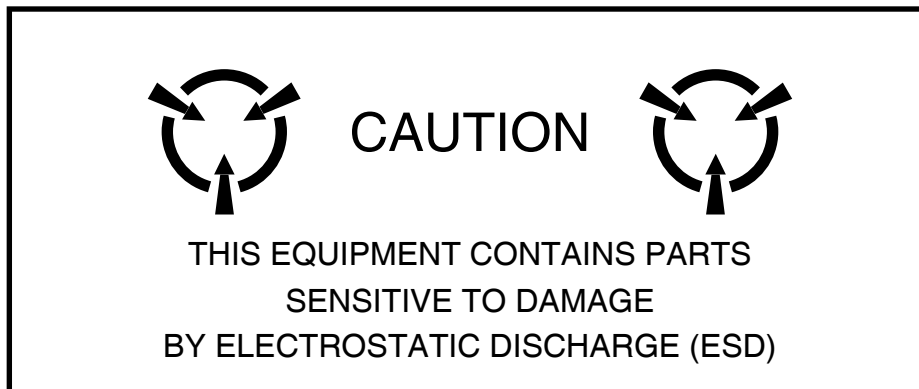 CAUTION
THIS EQUIPMENT CONTAINS PARTS
SENSITIVE TO DAMAGE
BY ELECTROSTATIC DISCHARGE (ESD)